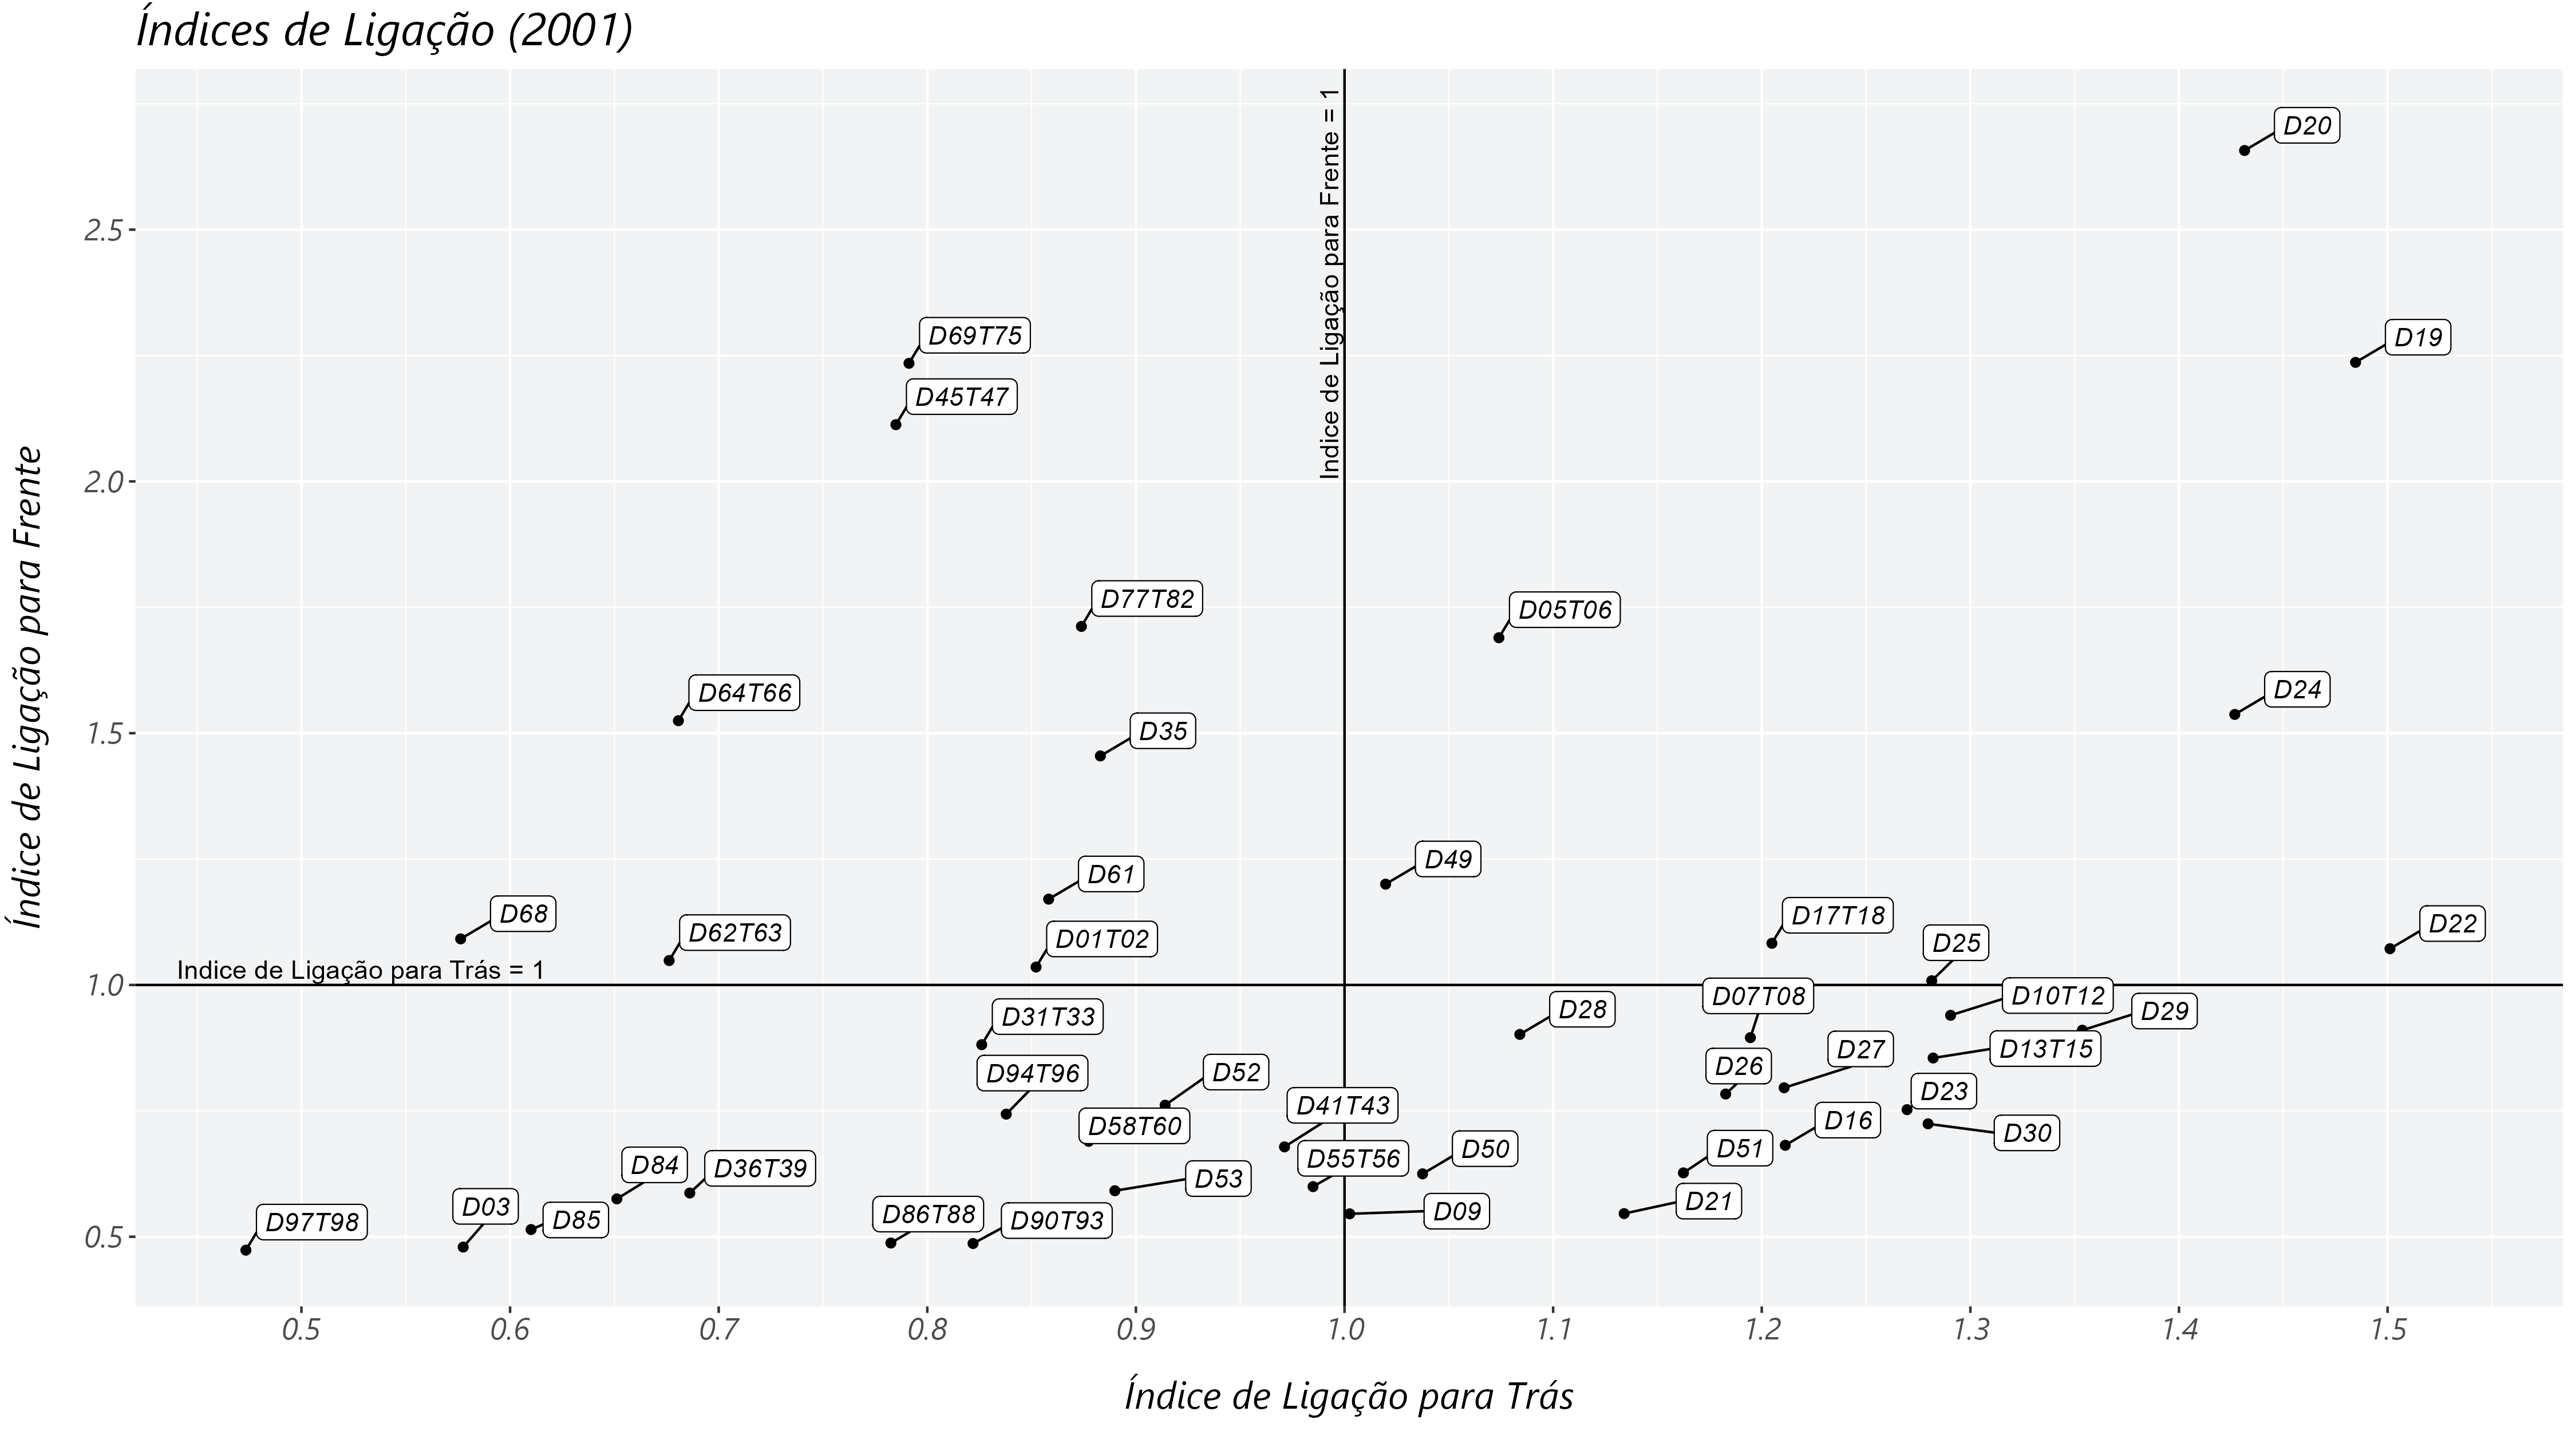 Índices de Ligação (2001)
Índice de Ligação para Frente
2.5
2.0
1.5
1.0
0.5
Indice de Ligação para Frente = 1
Indice de Ligação para Trás = 1
D20
D19
D69T75
D45T47
D77T82
D05T06
D64T66
D24
D35
D49
D61
D68
D17T18
D22
D62T63
D01T02
D25
D07T08
D10T12
D28
D29
D31T33
D27
D13T15
D26
D94T96
D52
D23
D41T43
D58T60
D16
D30
D51
D50
D55T56
D84
D36T39
D53
D21
D03
D09
D86T88
D85
D90T93
D97T98
0.5
0.6
0.7
0.8
0.9
1.0
1.1
1.2
1.3
1.4
1.5
Índice de Ligação para Trás